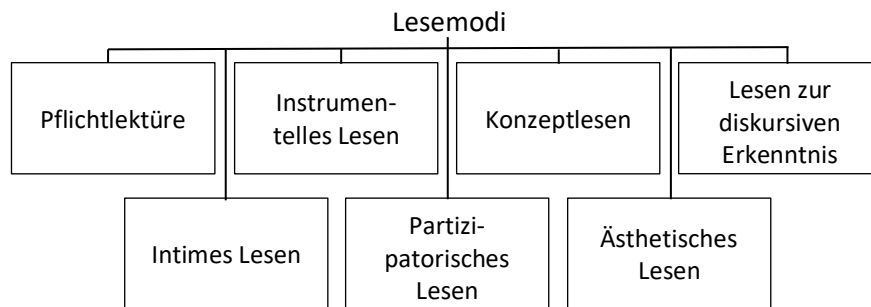 Lesemodi
Pflichtlektüre
Instrumen-
telles Lesen
Konzeptlesen
Lesen zur
diskursiven
Erkenntnis
Intimes Lesen
Partizi-
patorisches
Lesen
Ästhetisches
Lesen